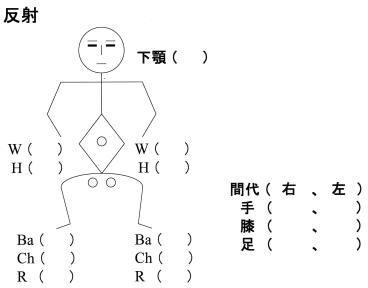 反射
下顎 (　)
W (　) W (　)
H (　) H (　)
間代 ( 右 、 左 )
手 (　、　)
膝 (　、　)
足 (　、　)
Ba (　) Ba (　)
Ch (　) Ch (　)
R (　) R (　)